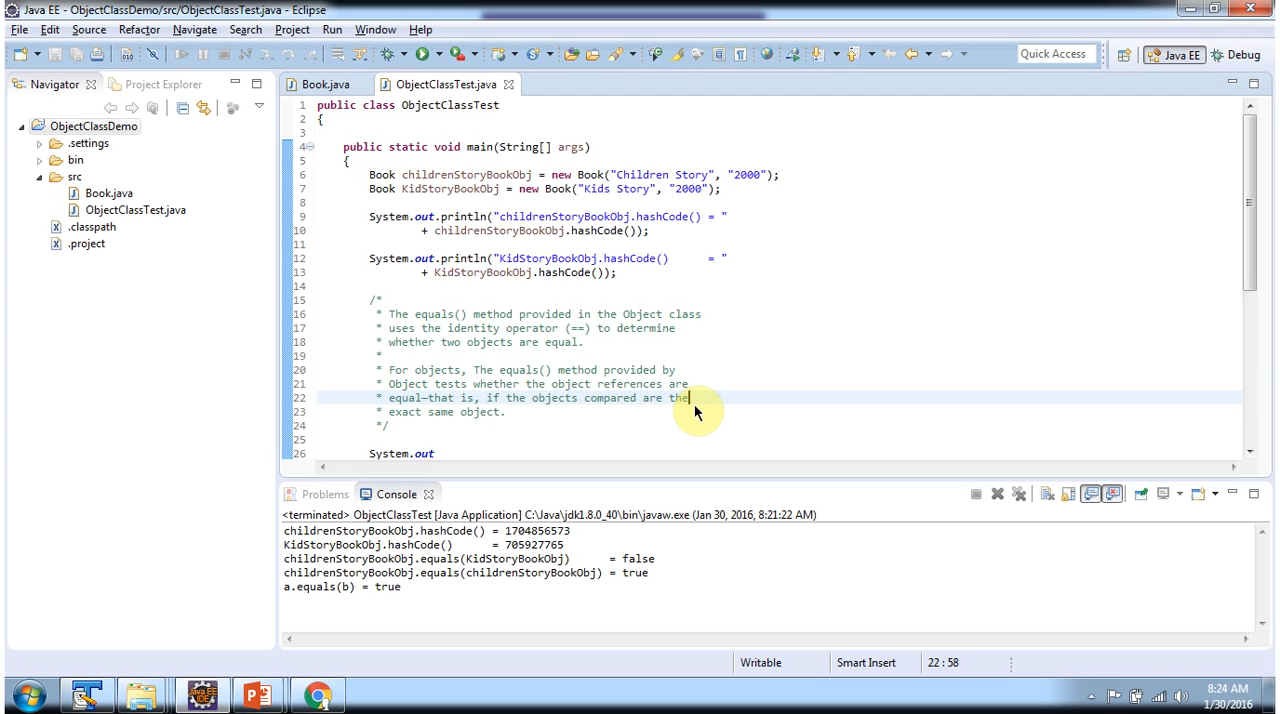 Java EE - ObjectClassDemo/src/ObjectClassTest.java - Eclipse
File Edit Source Refactor Navigate Search Project Run Window Help
Quick Access Java EE Debug
Navigator Project Explorer
Book.java ObjectClassTest.java
ObjectClassDemo
.settings
bin
src
Book.java
ObjectClassTest.java
.classpath
.project
1 public class ObjectClassTest
2 {
3
4 public static void main(String[] args)
5 {
6 Book childrenStoryBookObj = new Book("Children Story", "2000");
7 Book KidStoryBookObj = new Book("Kids Story", "2000");
8
9 System.out.println("childrenStoryBookObj.hashCode() = "
10 + childrenStoryBookObj.hashCode());
11
12 System.out.println("KidStoryBookObj.hashCode()      = "
13 + KidStoryBookObj.hashCode());
14
15 /*
16 * The equals() method provided in the Object class
17 * uses the identity operator (==) to determine
18 * whether two objects are equal.
19 *
20 * For objects, The equals() method provided by
21 * Object tests whether the object references are
22 * equal—that is, if the objects compared are the
23 * exact same object.
24 */
25
26 System.out
Problems Console
<terminated> ObjectClassTest [Java Application] C:\Java\jdk1.8.0_40\bin\javaw.exe (Jan 30, 2016, 8:21:22 AM)
childrenStoryBookObj.hashCode() = 1704856573
KidStoryBookObj.hashCode()      = 705927765
childrenStoryBookObj.equals(KidStoryBookObj)      = false
childrenStoryBookObj.equals(childrenStoryBookObj) = true
a.equals(b) = true
Writable Smart Insert 22 : 58
Java EE IDE
8:24 AM
1/30/2016